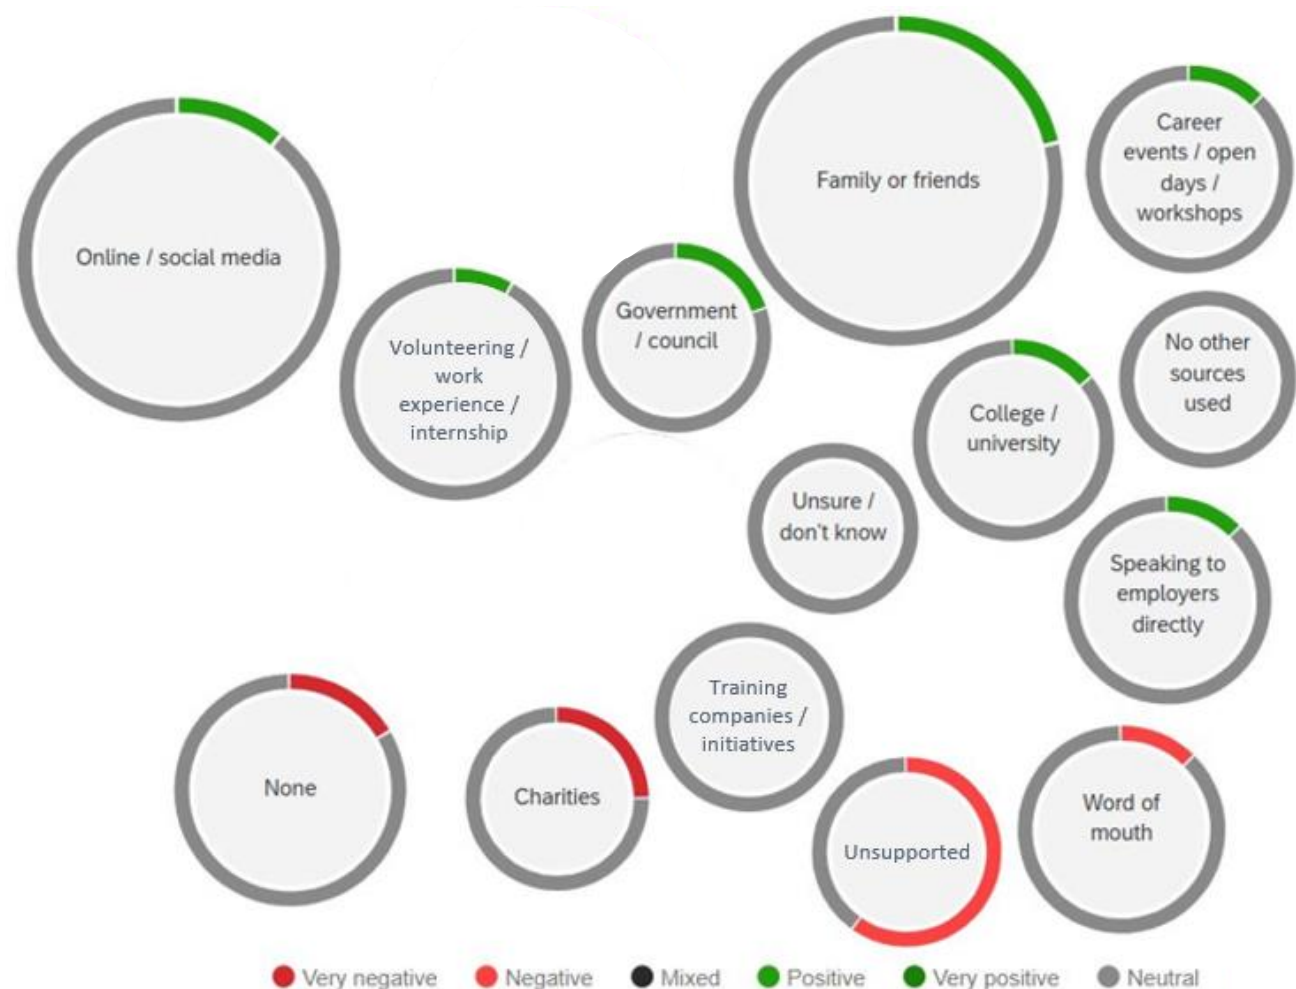 Family or friends
Career
events / open
days /
workshops
Online / social media
Government
/ council
Volunteering /
work
experience /
internship
No other
sources
used
College /
university
Unsure /
don't know
Speaking to
employers
directly
Training
companies /
initiatives
None
Charities
Unsupported
Word of
mouth
Very negative
Negative
Mixed
Positive
Very positive
Neutral